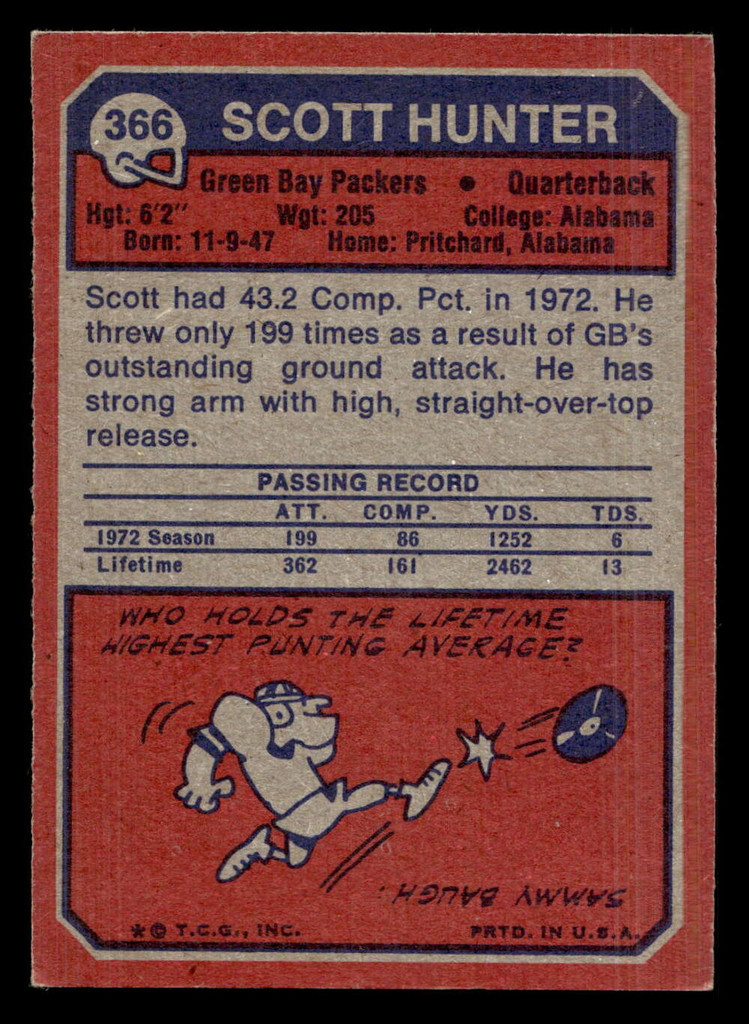 366 SCOTT HUNTER
Green Bay Packers • Quarterback
Hgt: 6'2" Wgt: 205 College: Alabama
Born: 11-9-47 Home: Pritchard, Alabama
Scott had 43.2 Comp. Pct. in 1972. He
threw only 199 times as a result of GB's
outstanding ground attack. He has
strong arm with high, straight-over-top
release.
PASSING RECORD
ATT. COMP. YDS. TDS.
1972 Season 199 86 1252 6
Lifetime 362 161 2462 13
WHO HOLDS THE LIFETIME
HIGHEST PUNTING AVERAGE?
SAMMY BAUGH.
* © T.C.G., INC. PRTD. IN U.S.A.